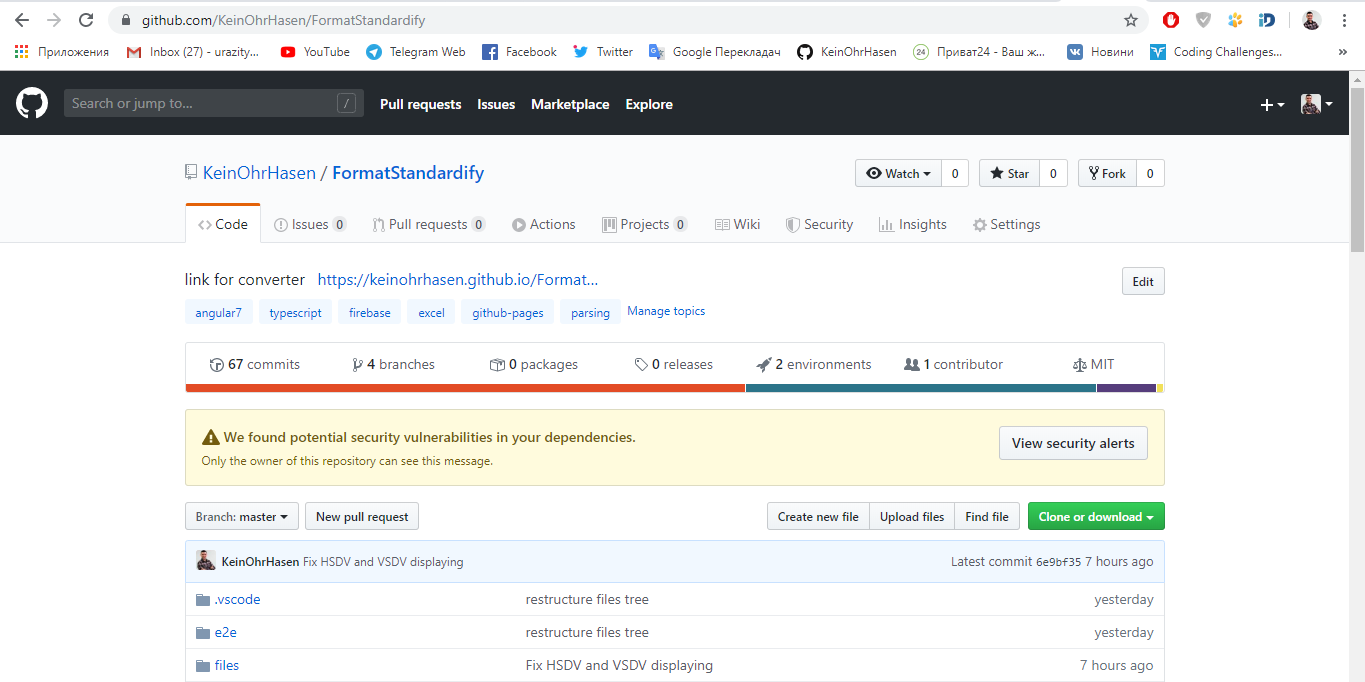 github.com/KeinOhrHasen/FormatStandardify
Приложения Inbox (27) - urazity... YouTube Telegram Web Facebook Twitter Google Перекладач KeinOhrHasen 24 Приват24 - Ваш ж... Новини Coding Challenges... »
Search or jump to... / Pull requests Issues Marketplace Explore
KeinOhrHasen / FormatStandardify Watch 0 Star 0 Fork 0
Code Issues 0 Pull requests 0 Actions Projects 0 Wiki Security Insights Settings
link for converter https://keinohrhasen.github.io/Format... Edit
angular7 typescript firebase excel github-pages parsing Manage topics
67 commits 4 branches 0 packages 0 releases 2 environments 1 contributor MIT
We found potential security vulnerabilities in your dependencies. View security alerts
Only the owner of this repository can see this message.
Branch: master New pull request Create new file Upload files Find file Clone or download
KeinOhrHasen Fix HSDV and VSDV displaying Latest commit 6e9bf35 7 hours ago
.vscode restructure files tree yesterday
e2e restructure files tree yesterday
files Fix HSDV and VSDV displaying 7 hours ago